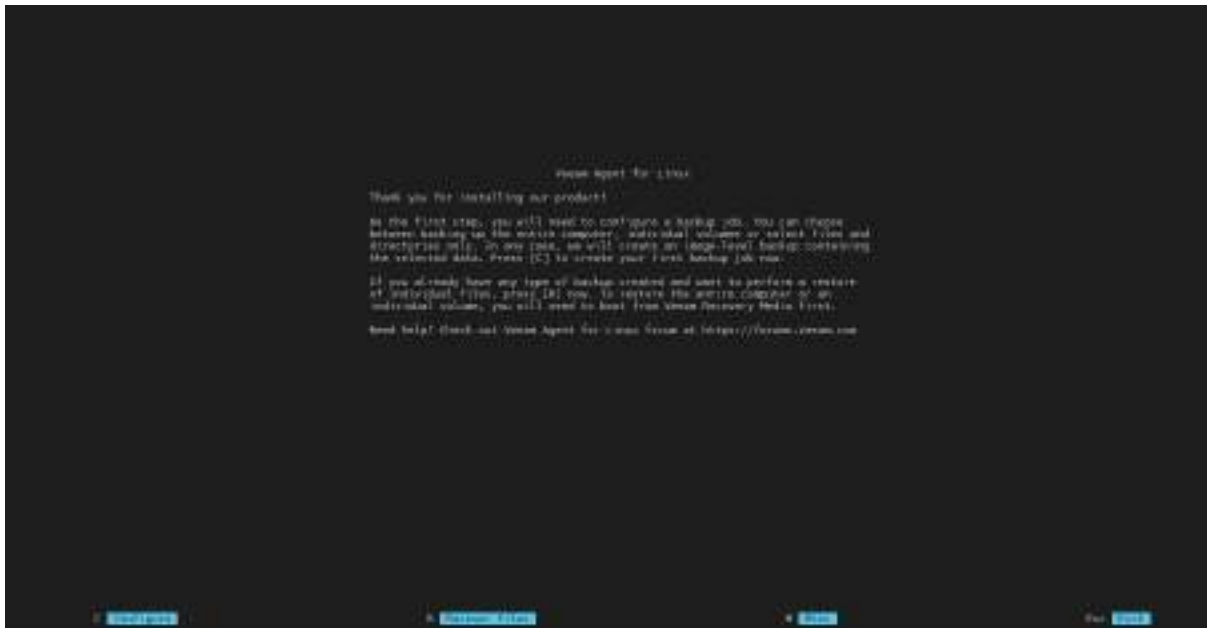 Veeam Agent for Linux
Thank you for installing our product!
As the first step, you will need to configure a backup job. You can choose
between backing up the entire computer, individual volumes or select files and
directories only. In any case, we will create an image level backup containing
the selected data. Press [C] to create your first backup job now.
If you already have any type of backup created and want to perform a restore
of individual files, press [R] now. To restore the entire computer or an
individual volume, you will need to boot from Veeam Recovery Media first.
Need help? Check out Veeam Agent for Linux forum at https://forums.veeam.com
C Configure R Recover Files M Misc Esc Exit